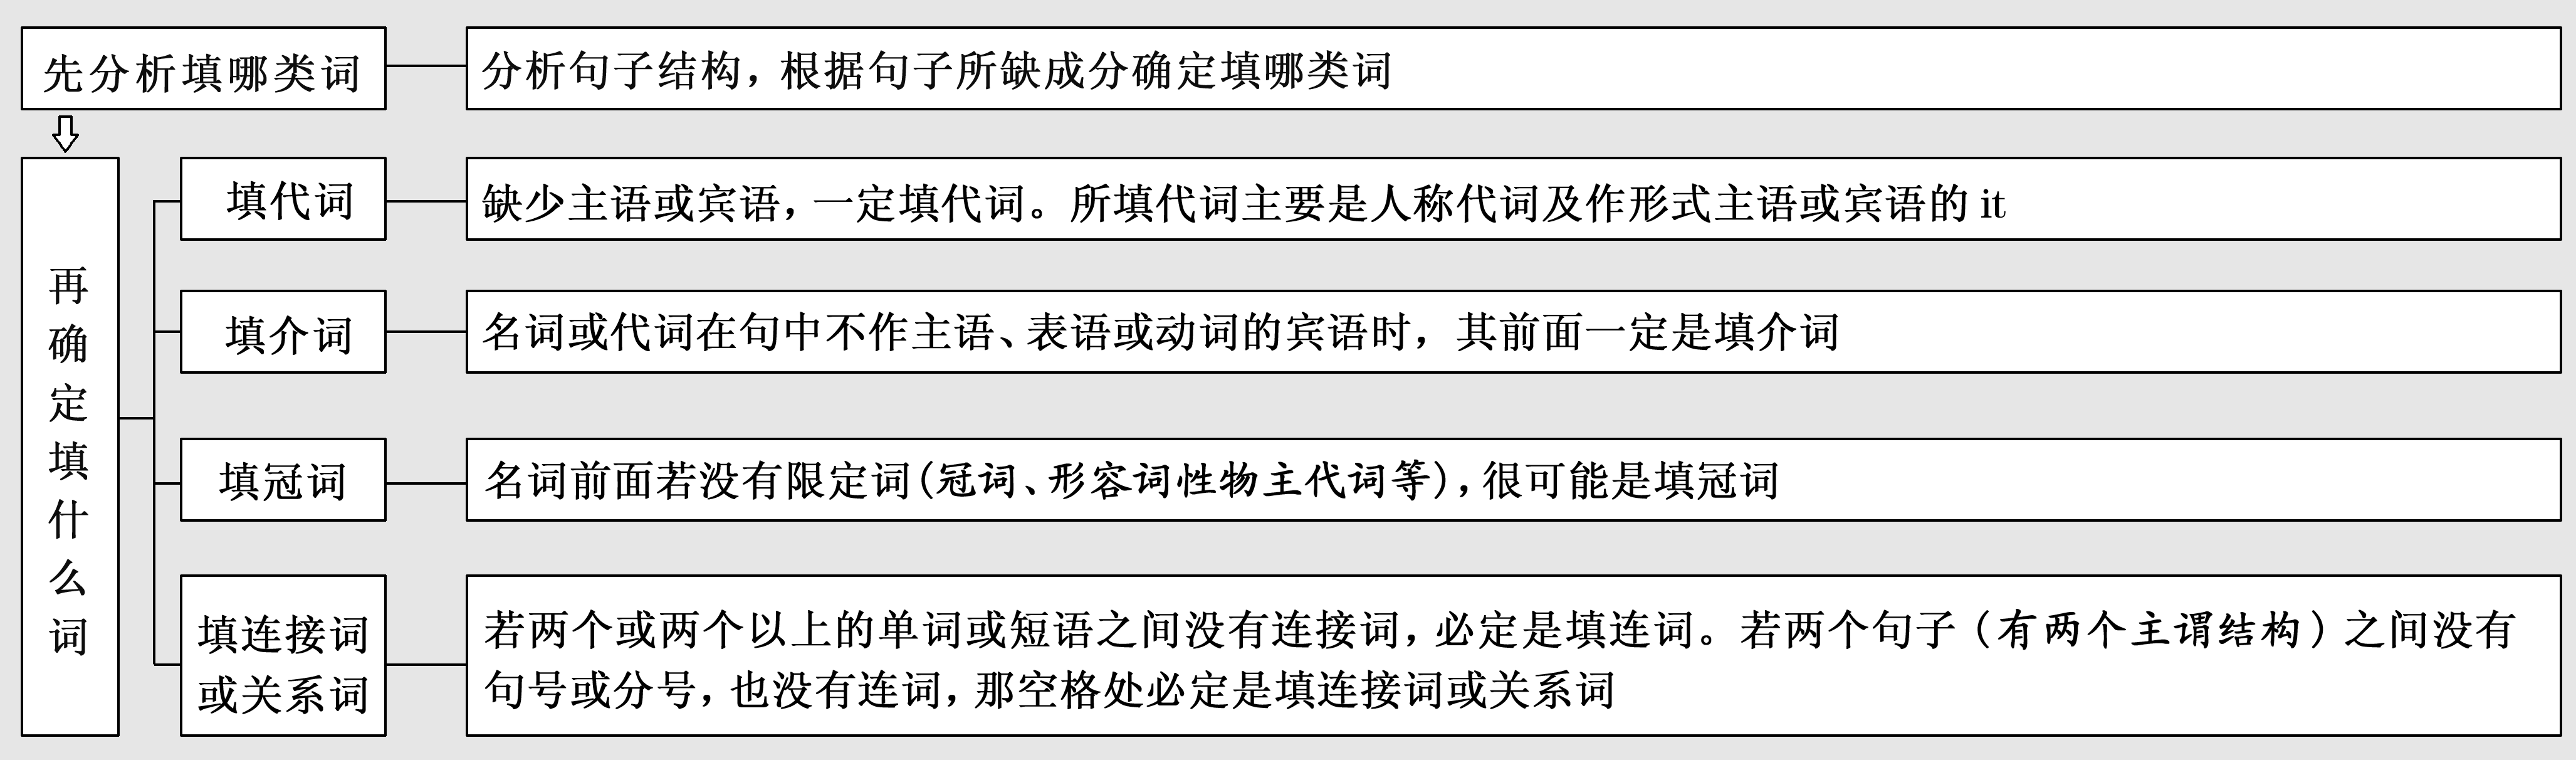 先分析填哪类词
分析句子结构，根据句子所缺成分确定填哪类词
再确定填什么词
填代词
缺少主语或宾语，一定填代词。所填代词主要是人称代词及作形式主语或宾语的 it
填介词
名词或代词在句中不作主语、表语或动词的宾语时，其前面一定是填介词
填冠词
名词前面若没有限定词(冠词、形容词性物主代词等)，很可能是填冠词
填连接词
或关系词
若两个或两个以上的单词或短语之间没有连接词，必定是填连词。若两个句子（有两个主谓结构）之间没有
句号或分号，也没有连词，那空格处必定是填连接词或关系词